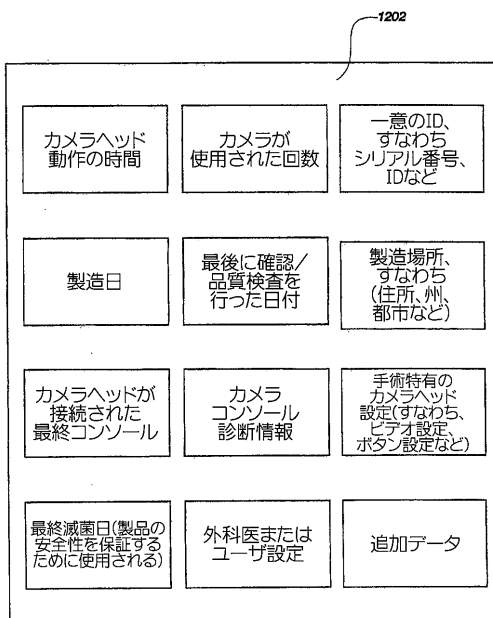 1202
カメラヘッド
動作の時間
カメラが
使用された回数
一意のID、
すなわち
シリアル番号、
IDなど
製造日
最後に確認/
品質検査を
行った日付
製造場所、
すなわち
(住所、州、
都市など)
カメラヘッドが
接続された
最終コンソール
カメラ
コンソール
診断情報
手術特有の
カメラヘッド
設定(すなわち、
ビデオ設定、
ボタン設定など)
最終滅菌日(製品の
安全性を保証する
ために使用される)
外科医または
ユーザ設定
追加データ